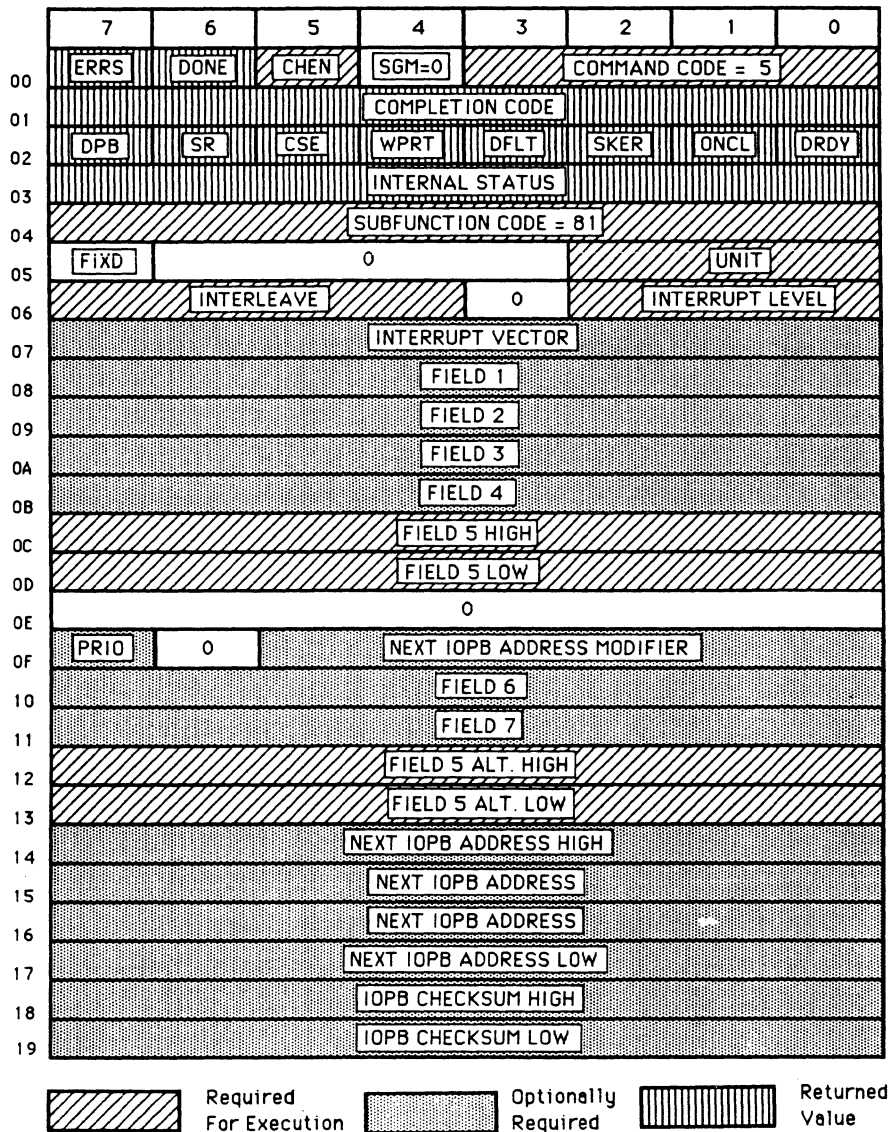 7 6 5 4 3 2 1 0
00 ERRS DONE CHEN SGM=0 COMMAND CODE = 5
01 COMPLETION CODE
02 DPB SR CSE WPRT DFLT SKER ONCL DRDY
03 INTERNAL STATUS
04 SUBFUNCTION CODE = 81
05 FiXD 0 UNIT
06 INTERLEAVE 0 INTERRUPT LEVEL
07 INTERRUPT VECTOR
08 FIELD 1
09 FIELD 2
0A FIELD 3
0B FIELD 4
0C FIELD 5 HIGH
0D FIELD 5 LOW
0E 0
0F PRIO 0 NEXT IOPB ADDRESS MODIFIER
10 FIELD 6
11 FIELD 7
12 FIELD 5 ALT. HIGH
13 FIELD 5 ALT. LOW
14 NEXT IOPB ADDRESS HIGH
15 NEXT IOPB ADDRESS
16 NEXT IOPB ADDRESS
17 NEXT IOPB ADDRESS LOW
18 IOPB CHECKSUM HIGH
19 IOPB CHECKSUM LOW
Required For Execution
Optionally Required
Returned Value